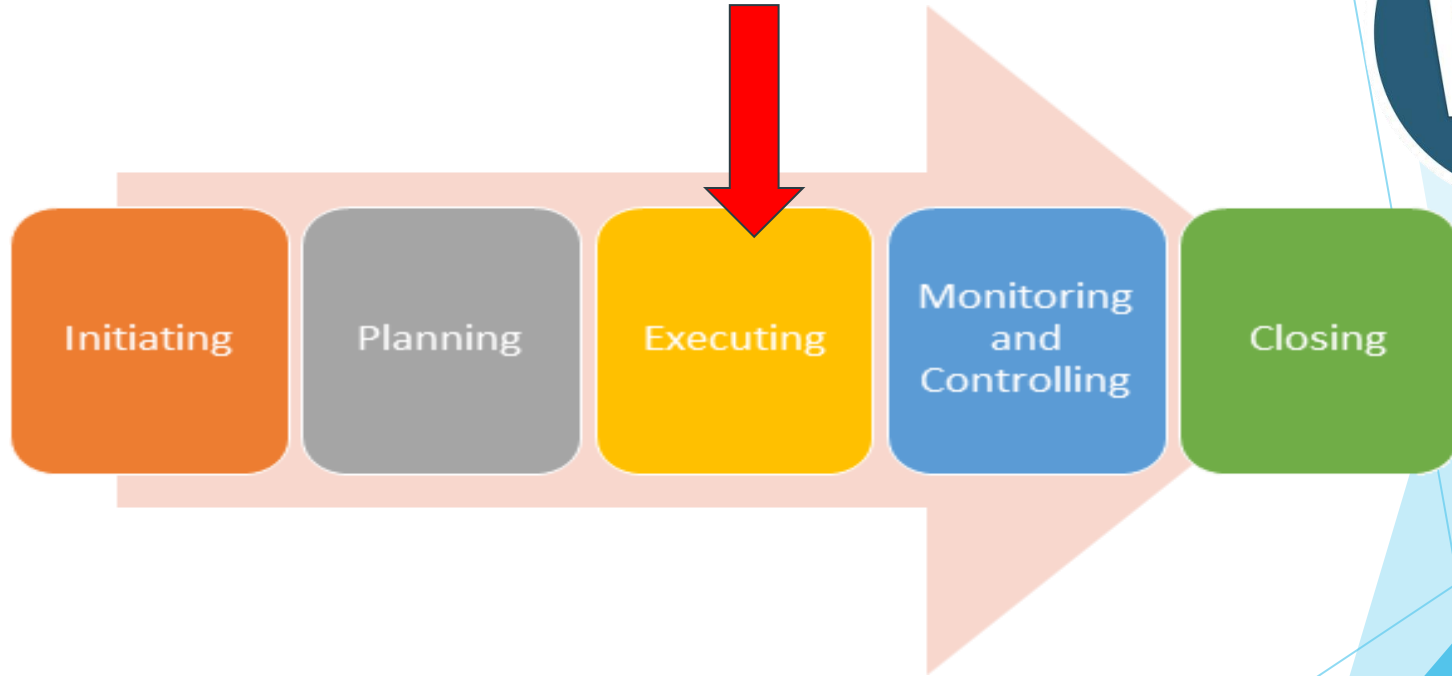 Initiating
Planning
Executing
Monitoring
and
Controlling
Closing